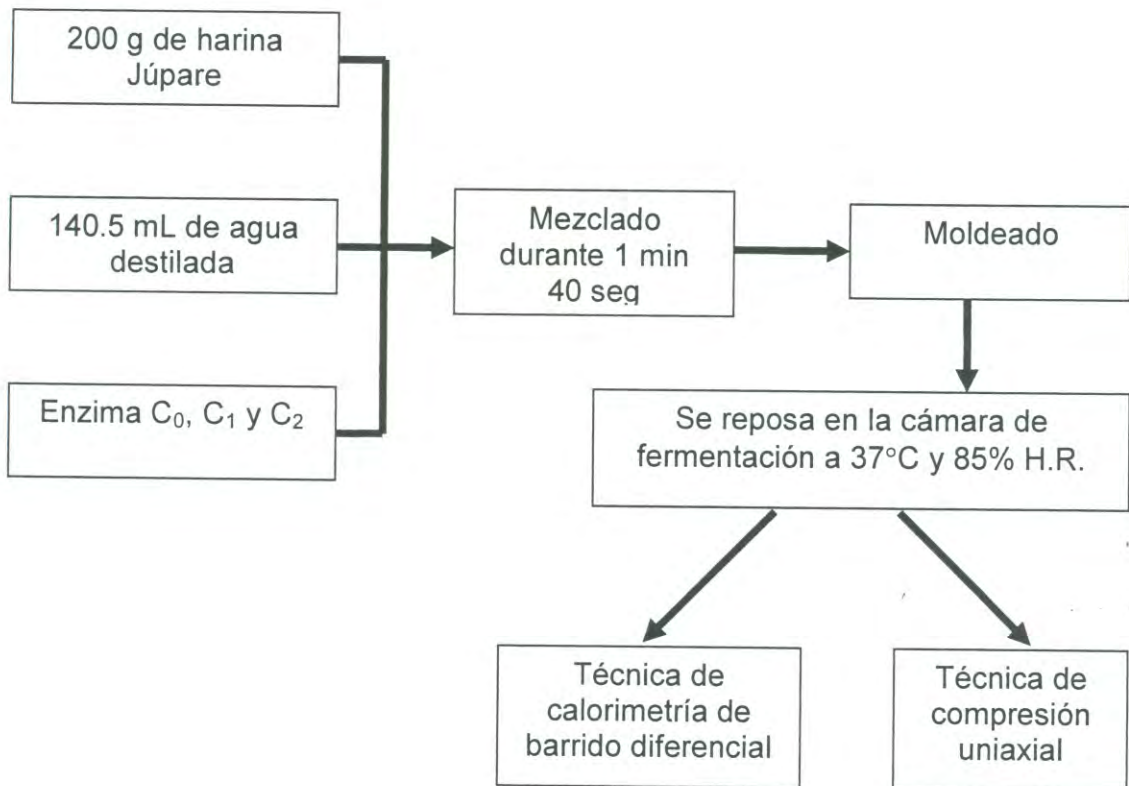 200 g de harina
Júpare
140.5 mL de agua
destilada
Enzima C₀, C₁ y C₂
Mezclado
durante 1 min
40 seg
Moldeado
Se reposa en la cámara de
fermentación a 37°C y 85% H.R.
Técnica de
calorimetría de
barrido diferencial
Técnica de
compresión
uniaxial